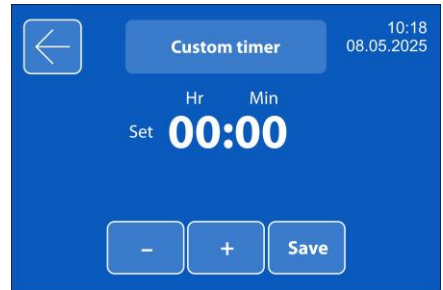 Custom timer
10:18
08.05.2025
Hr Min
Set 00:00
- + Save